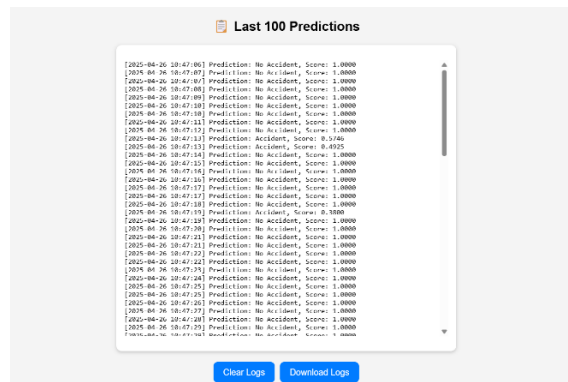 Last 100 Predictions
[2025-04-26 10:47:06] Prediction: No Accident, Score: 1.0000
[2025-04-26 10:47:07] Prediction: No Accident, Score: 1.0000
[2025-04-26 10:47:07] Prediction: No Accident, Score: 1.0000
[2025-04-26 10:47:08] Prediction: No Accident, Score: 1.0000
[2025-04-26 10:47:09] Prediction: No Accident, Score: 1.0000
[2025-04-26 10:47:10] Prediction: No Accident, Score: 1.0000
[2025-04-26 10:47:10] Prediction: No Accident, Score: 1.0000
[2025-04-26 10:47:11] Prediction: No Accident, Score: 1.0000
[2025-04-26 10:47:12] Prediction: No Accident, Score: 1.0000
[2025-04-26 10:47:13] Prediction: Accident, Score: 0.5746
[2025-04-26 10:47:13] Prediction: Accident, Score: 0.4925
[2025-04-26 10:47:14] Prediction: No Accident, Score: 1.0000
[2025-04-26 10:47:15] Prediction: No Accident, Score: 1.0000
[2025-04-26 10:47:16] Prediction: No Accident, Score: 1.0000
[2025-04-26 10:47:16] Prediction: No Accident, Score: 1.0000
[2025-04-26 10:47:17] Prediction: No Accident, Score: 1.0000
[2025-04-26 10:47:17] Prediction: No Accident, Score: 1.0000
[2025-04-26 10:47:18] Prediction: No Accident, Score: 1.0000
[2025-04-26 10:47:19] Prediction: Accident, Score: 0.3800
[2025-04-26 10:47:19] Prediction: No Accident, Score: 1.0000
[2025-04-26 10:47:20] Prediction: No Accident, Score: 1.0000
[2025-04-26 10:47:21] Prediction: No Accident, Score: 1.0000
[2025-04-26 10:47:21] Prediction: No Accident, Score: 1.0000
[2025-04-26 10:47:22] Prediction: No Accident, Score: 1.0000
[2025-04-26 10:47:22] Prediction: No Accident, Score: 1.0000
[2025-04-26 10:47:23] Prediction: No Accident, Score: 1.0000
[2025-04-26 10:47:24] Prediction: No Accident, Score: 1.0000
[2025-04-26 10:47:25] Prediction: No Accident, Score: 1.0000
[2025-04-26 10:47:25] Prediction: No Accident, Score: 1.0000
[2025-04-26 10:47:26] Prediction: No Accident, Score: 1.0000
[2025-04-26 10:47:27] Prediction: No Accident, Score: 1.0000
[2025-04-26 10:47:28] Prediction: No Accident, Score: 1.0000
[2025-04-26 10:47:29] Prediction: No Accident, Score: 1.0000
Clear Logs Download Logs